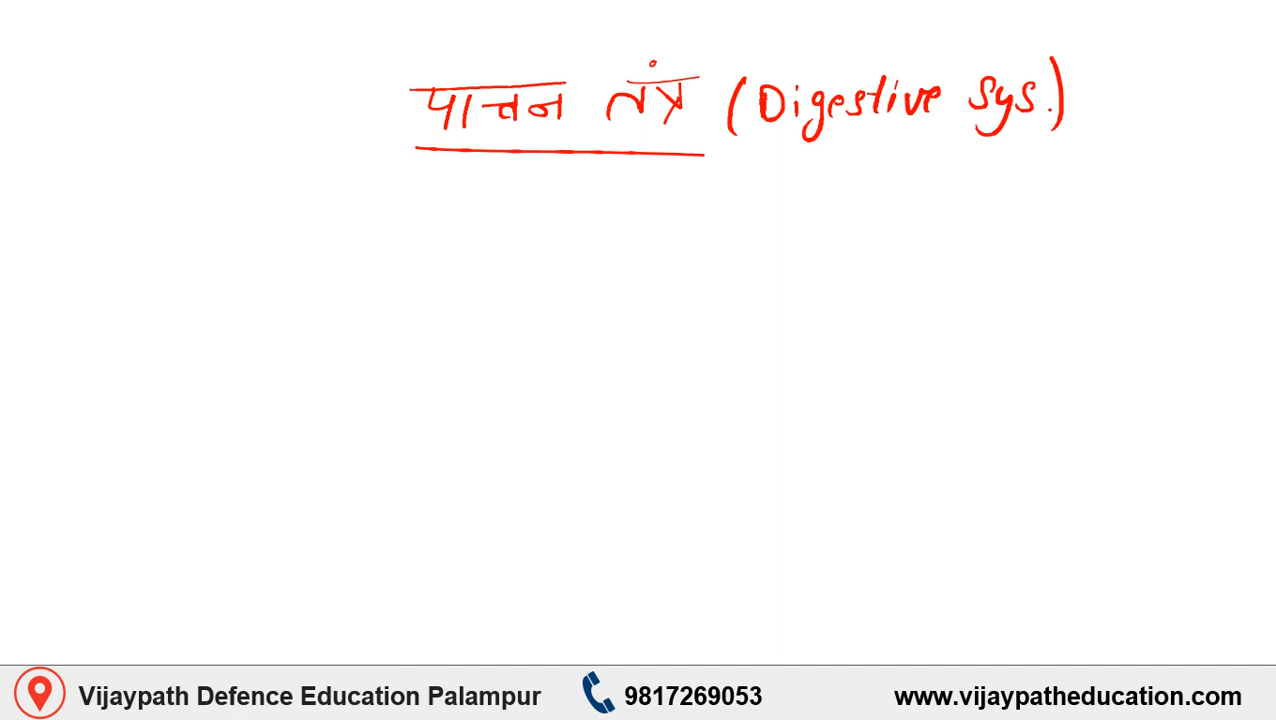 पाचन तंत्र (Digestive Sys.)
Vijaypath Defence Education Palampur 9817269053 www.vijaypatheducation.com